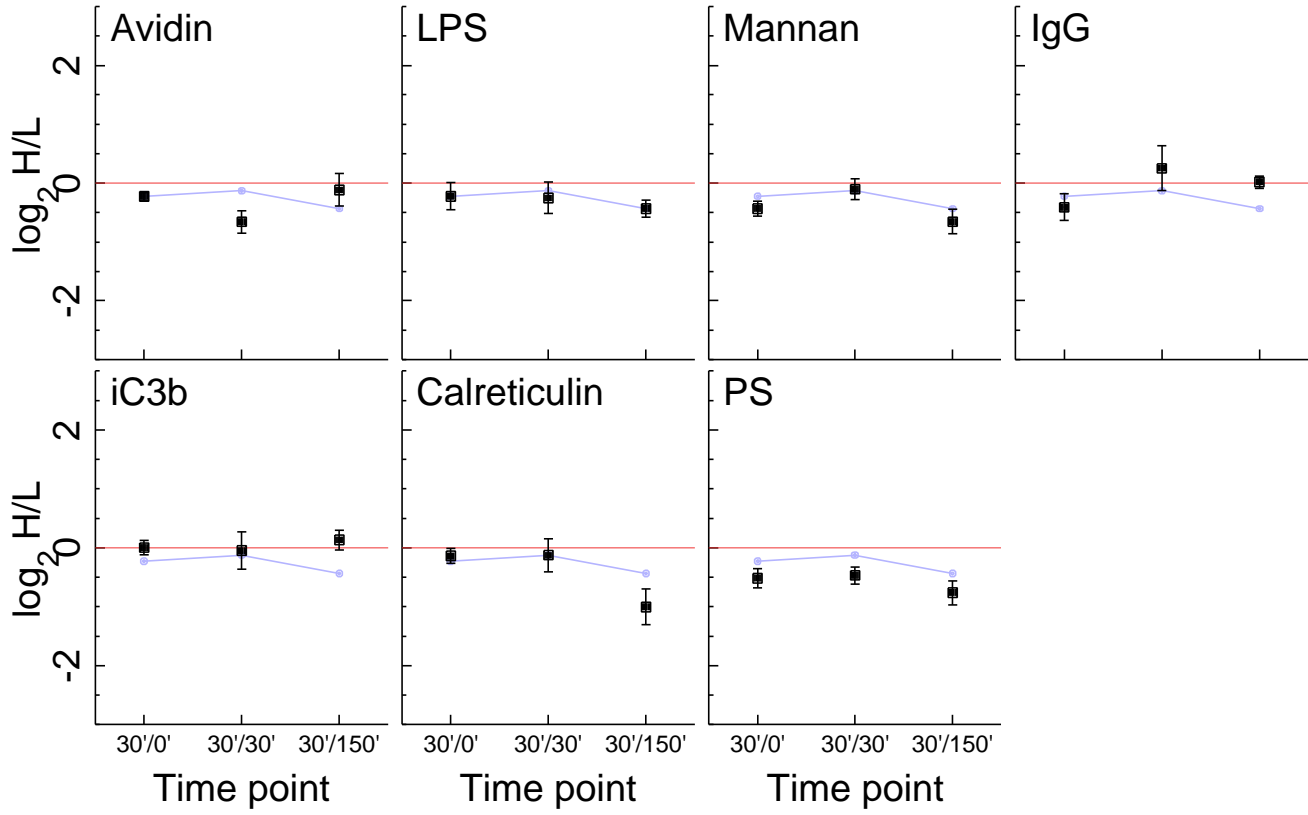 Avidin
LPS
Mannan
IgG
log2 H/L
2
0
-2
iC3b
Calreticulin
PS
log2 H/L
2
0
-2
30'/0' 30'/30' 30'/150'
30'/0' 30'/30' 30'/150'
30'/0' 30'/30' 30'/150'
Time point
Time point
Time point